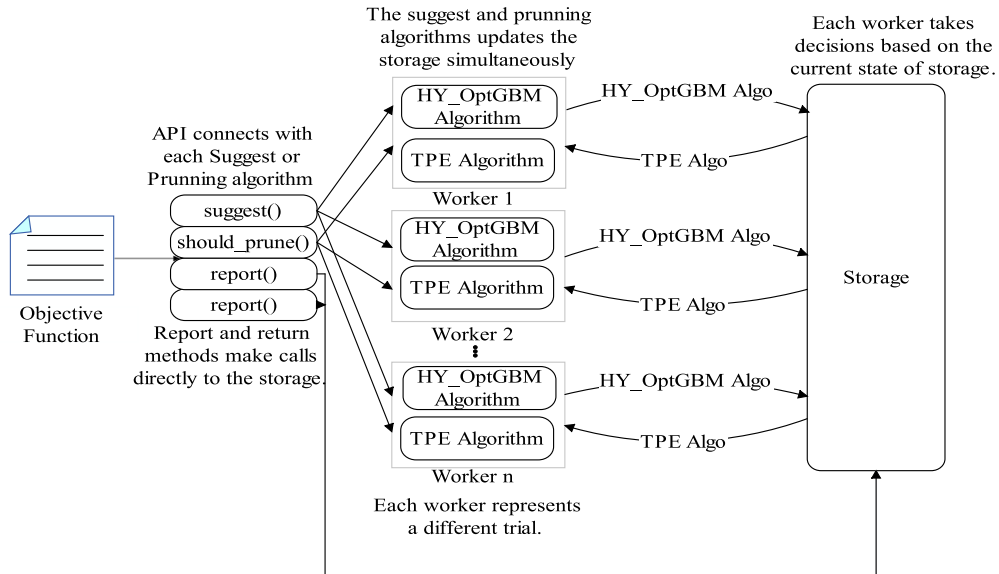 The suggest and prunning
algorithms updates the
storage simultaneously
Each worker takes
decisions based on the
current state of storage.
API connects with
each Suggest or
Prunning algorithm
suggest()
should_prune()
report()
report()
Report and return
methods make calls
directly to the storage.
Objective
Function
HY_OptGBM
Algorithm
TPE Algorithm
Worker 1
HY_OptGBM Algo
TPE Algo
HY_OptGBM
Algorithm
TPE Algorithm
Worker 2
HY_OptGBM Algo
TPE Algo
HY_OptGBM
Algorithm
TPE Algorithm
Worker n
HY_OptGBM Algo
TPE Algo
Storage
Each worker represents
a different trial.